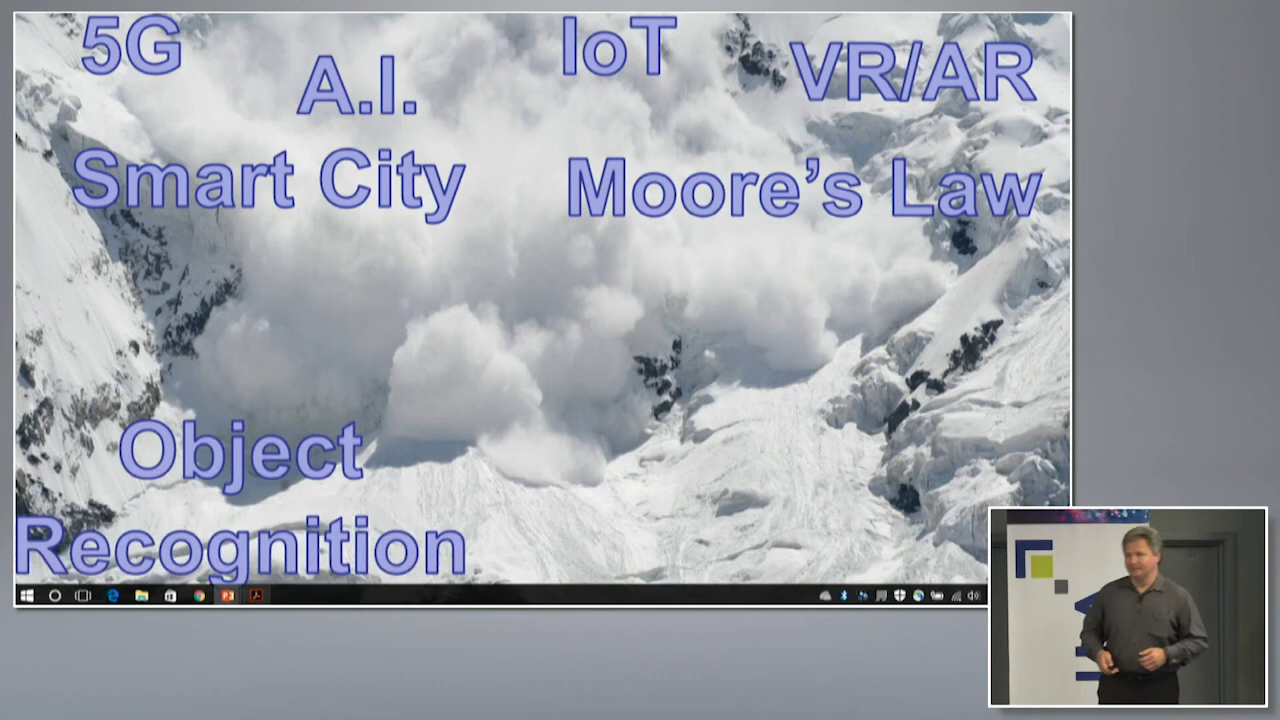 5G
A.I.
IoT
VR/AR
Smart City
Moore's Law
Object
Recognition